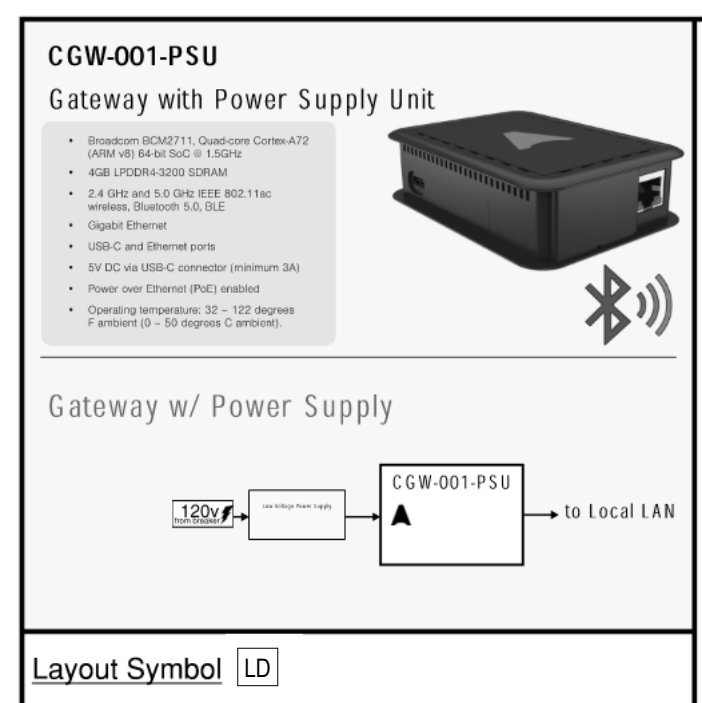 CGW-001-PSU
Gateway with Power Supply Unit
• Broadcom BCM2711, Quad-core Cortex-A72
(ARM v8) 64-bit SoC @ 1.5GHz
• 4GB LPDDR4-3200 SDRAM
• 2.4 GHz and 5.0 GHz IEEE 802.11ac
wireless, Bluetooth 5.0, BLE
• Gigabit Ethernet
• USB-C and Ethernet ports
• 5V DC via USB-C connector (minimum 3A)
• Power over Ethernet (PoE) enabled
• Operating temperature: 32 – 122 degrees
F ambient (0 – 50 degrees C ambient).
Gateway w/ Power Supply
120v
from breaker
Low Voltage Power Supply
CGW-001-PSU
to Local LAN
Layout Symbol LD